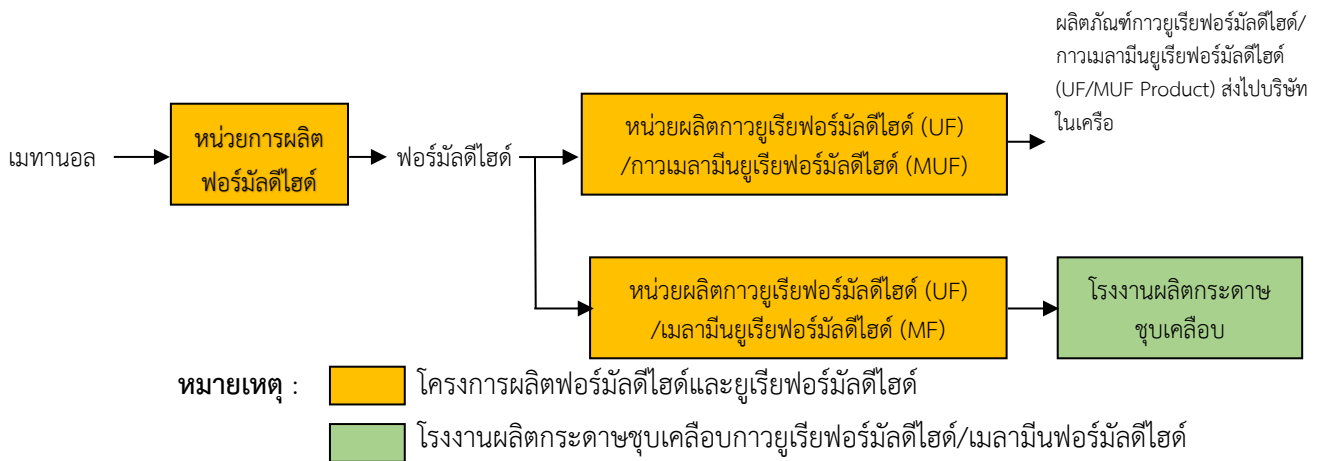 ผลิตภัณฑ์กาวยูเรียฟอร์มัลดีไฮด์/
กาวเมลามีนยูเรียฟอร์มัลดีไฮด์
(UF/MUF Product) ส่งไปบริษัท
ในเครือ
เมทานอล
หน่วยการผลิต
ฟอร์มัลดีไฮด์
ฟอร์มัลดีไฮด์
หน่วยผลิตกาวยูเรียฟอร์มัลดีไฮด์ (UF)
/กาวเมลามีนยูเรียฟอร์มัลดีไฮด์ (MUF)
หน่วยผลิตกาวยูเรียฟอร์มัลดีไฮด์ (UF)
/เมลามีนยูเรียฟอร์มัลดีไฮด์ (MF)
โรงงานผลิตกระดาษ
ชุบเคลือบ
หมายเหตุ :
โครงการผลิตฟอร์มัลดีไฮด์และยูเรียฟอร์มัลดีไฮด์
โรงงานผลิตกระดาษชุบเคลือบกาวยูเรียฟอร์มัลดีไฮด์/เมลามีนฟอร์มัลดีไฮด์